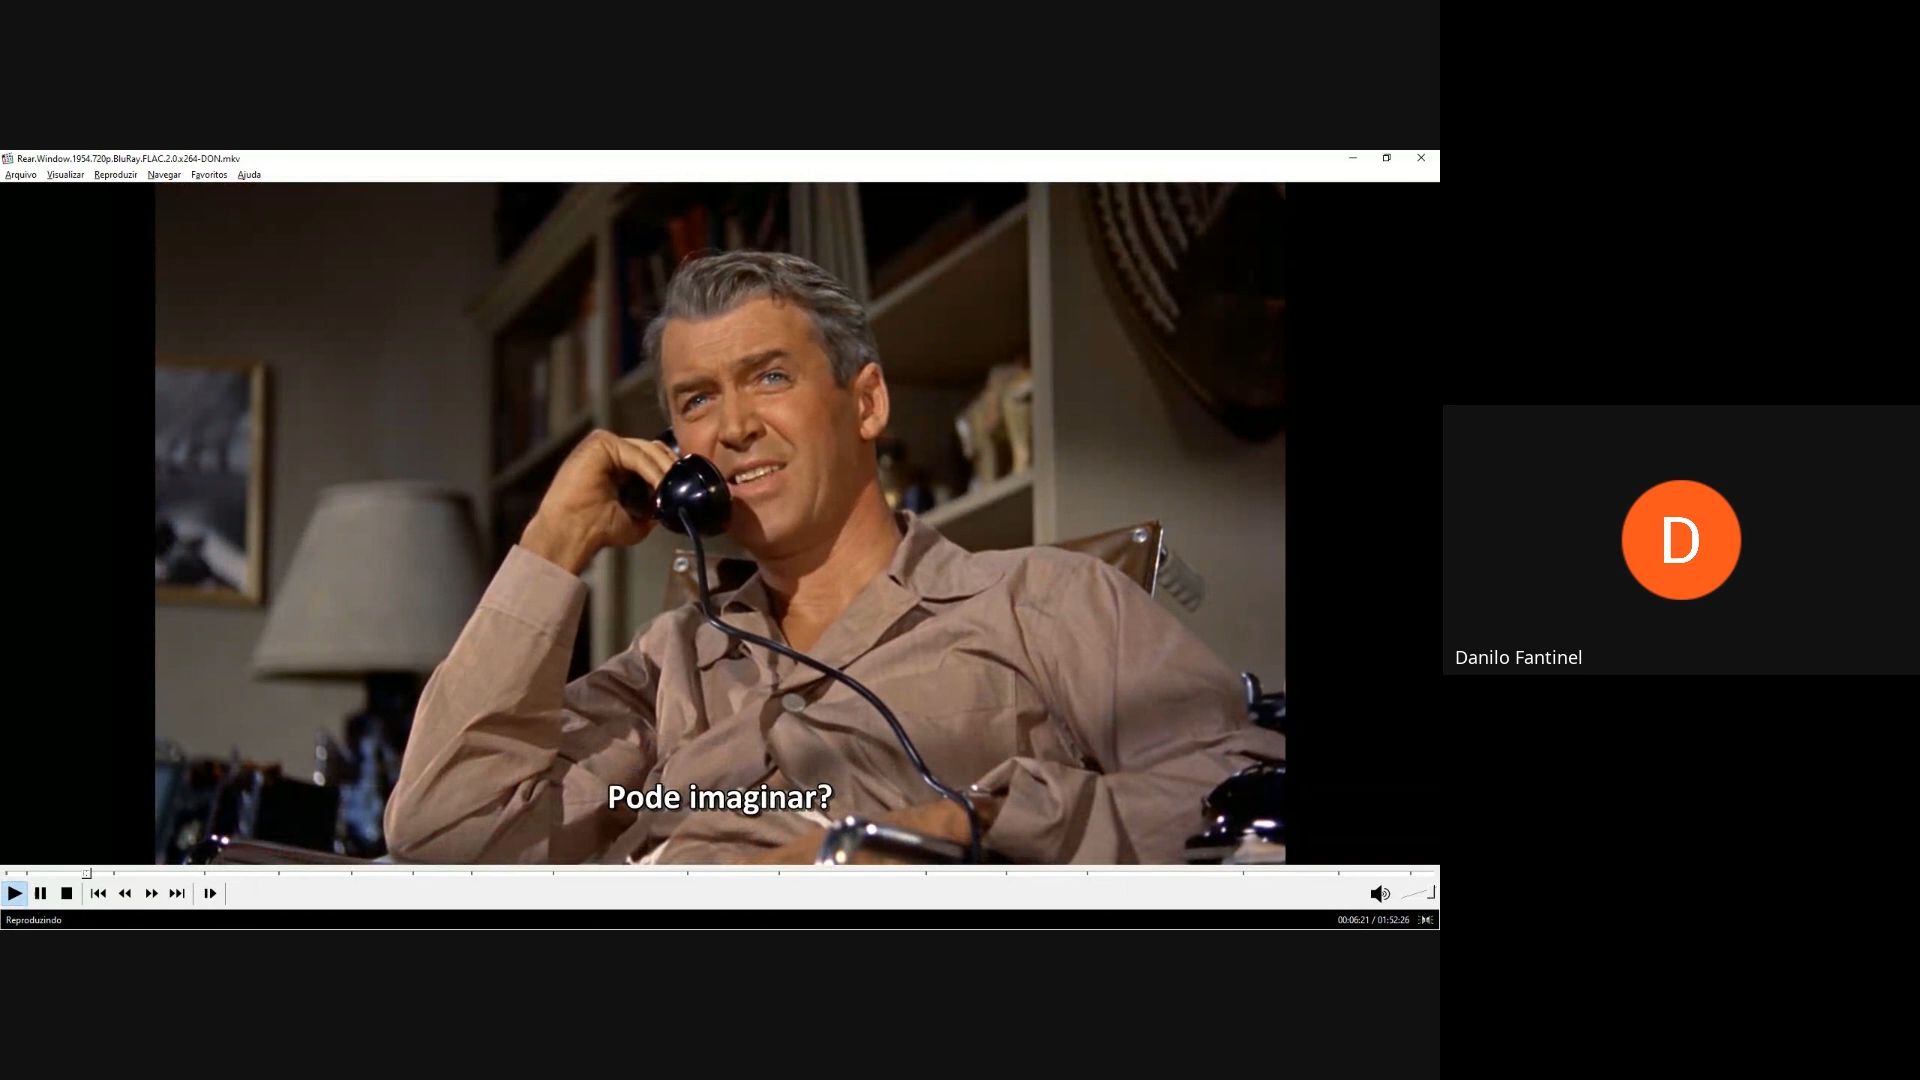 Rear.Window.1954.720p.BluRay.FLAC.2.0.x264-DON.mkv
Arquivo Visualizar Reproduzir Navegar Favoritos Ajuda
Pode imaginar?
Reproduzindo
00:06:21 / 01:52:26
D
Danilo Fantinel